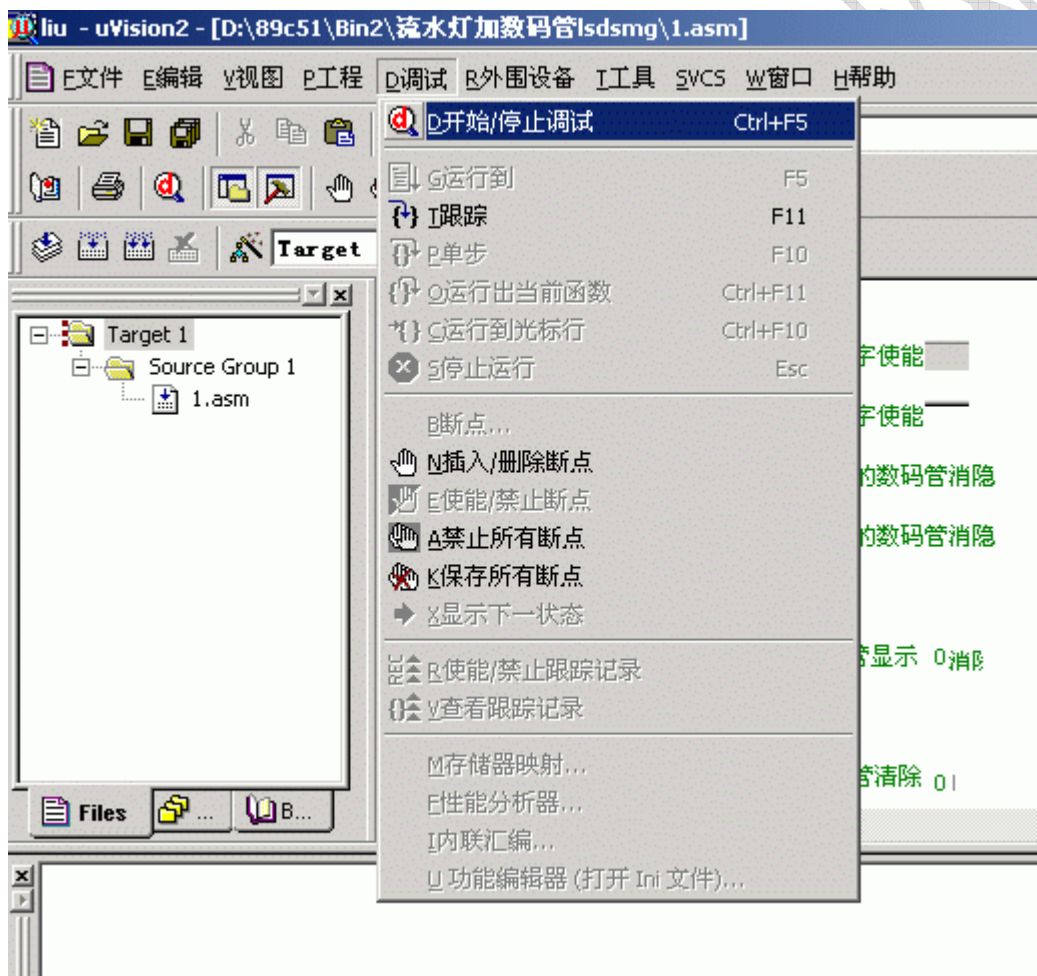 liu - uVision2 - [D:\89c51\Bin2\流水灯加数码管lsdsmg\1.asm]
F文件 E编辑 V视图 P工程 D调试 R外围设备 T工具 SVCS W窗口 H帮助
D开始/停止调试 Ctrl+F5
G运行到 F5
T跟踪 F11
P单步 F10
O运行出当前函数 Ctrl+F11
C运行到光标行 Ctrl+F10
S停止运行 Esc
B断点...
N插入/册除断点
E使能/禁止断点
A禁止所有断点
K保存所有断点
X显示下一状态
R使能/禁止跟踪记录
V查看跟踪记录
M存储器映射...
F性能分析器...
I内联汇编...
U 功能编辑器 (打开 Ini 文件)...
Target
Target 1
Source Group 1
1.asm
Files
...
B...
字使能
字使能
的数码管消隐
的数码管消隐
管显示 0消
管清除 0